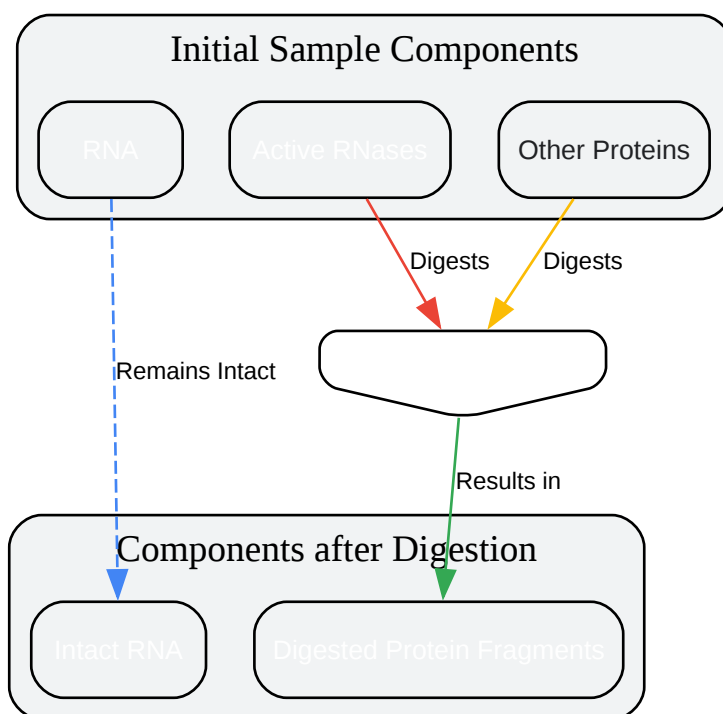 Initial Sample Components
RNA
Active RNases
Other Proteins
Digests
Digests
Remains Intact
Results in
Components after Digestion
Intact RNA
Digested Protein Fragments